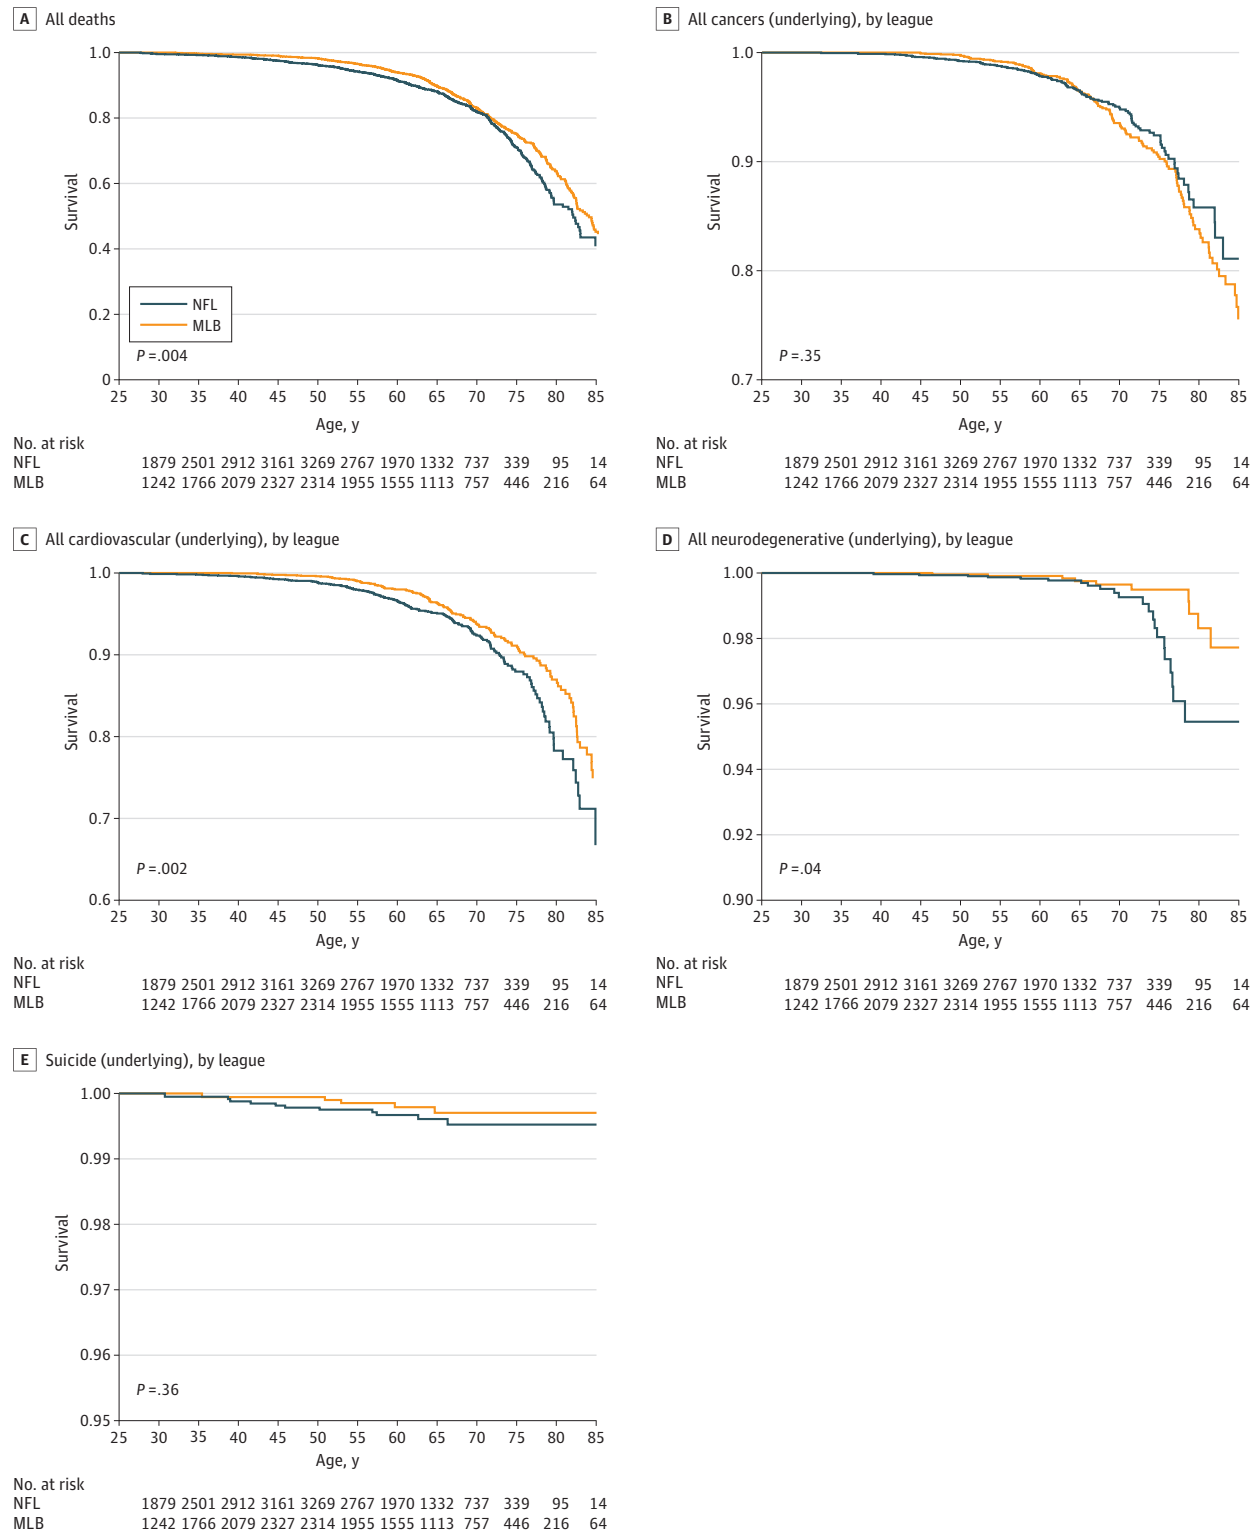 A All deaths
1.0
0.8
0.6
0.4
0.2
0
Survival
NFL
MLB
P =.004
25 30 35 40 45 50 55 60 65 70 75 80 85
Age, y
No. at risk
NFL 1879 2501 2912 3161 3269 2767 1970 1332 737 339 95 14
MLB 1242 1766 2079 2327 2314 1955 1555 1113 757 446 216 64
B All cancers (underlying), by league
1.0
0.9
0.8
0.7
Survival
P =.35
25 30 35 40 45 50 55 60 65 70 75 80 85
Age, y
No. at risk
NFL 1879 2501 2912 3161 3269 2767 1970 1332 737 339 95 14
MLB 1242 1766 2079 2327 2314 1955 1555 1113 757 446 216 64
C All cardiovascular (underlying), by league
1.0
0.9
0.8
0.7
0.6
Survival
P =.002
25 30 35 40 45 50 55 60 65 70 75 80 85
Age, y
No. at risk
NFL 1879 2501 2912 3161 3269 2767 1970 1332 737 339 95 14
MLB 1242 1766 2079 2327 2314 1955 1555 1113 757 446 216 64
D All neurodegenerative (underlying), by league
1.00
0.98
0.96
0.94
0.92
0.90
Survival
P =.04
25 30 35 40 45 50 55 60 65 70 75 80 85
Age, y
No. at risk
NFL 1879 2501 2912 3161 3269 2767 1970 1332 737 339 95 14
MLB 1242 1766 2079 2327 2314 1955 1555 1113 757 446 216 64
E Suicide (underlying), by league
1.00
0.99
0.98
0.97
0.96
0.95
Survival
P =.36
25 30 35 40 45 50 55 60 65 70 75 80 85
Age, y
No. at risk
NFL 1879 2501 2912 3161 3269 2767 1970 1332 737 339 95 14
MLB 1242 1766 2079 2327 2314 1955 1555 1113 757 446 216 64